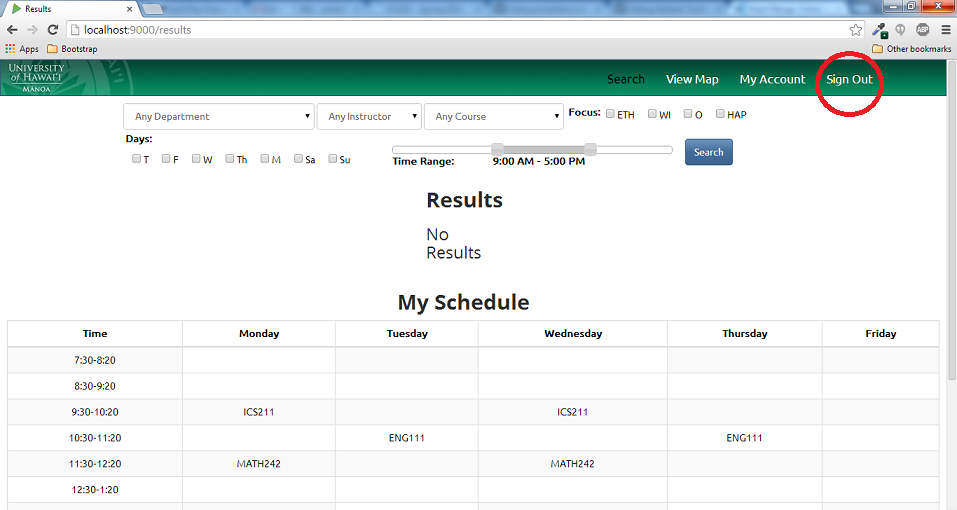 Results
localhost:9000/results
Apps Bootstrap Other bookmarks
ABP
UNIVERSITY
of HAWAI'I
MĀNOA
Search View Map My Account Sign Out
Any Department Any Instructor Any Course Focus: ETH WI O HAP
Days:
T F W Th M Sa Su
Time Range: 9:00 AM - 5:00 PM
Search
Results
No
Results
My Schedule
Time Monday Tuesday Wednesday Thursday Friday
7:30-8:20
8:30-9:20
9:30-10:20 ICS211 ICS211
10:30-11:20 ENG111 ENG111
11:30-12:20 MATH242 MATH242
12:30-1:20